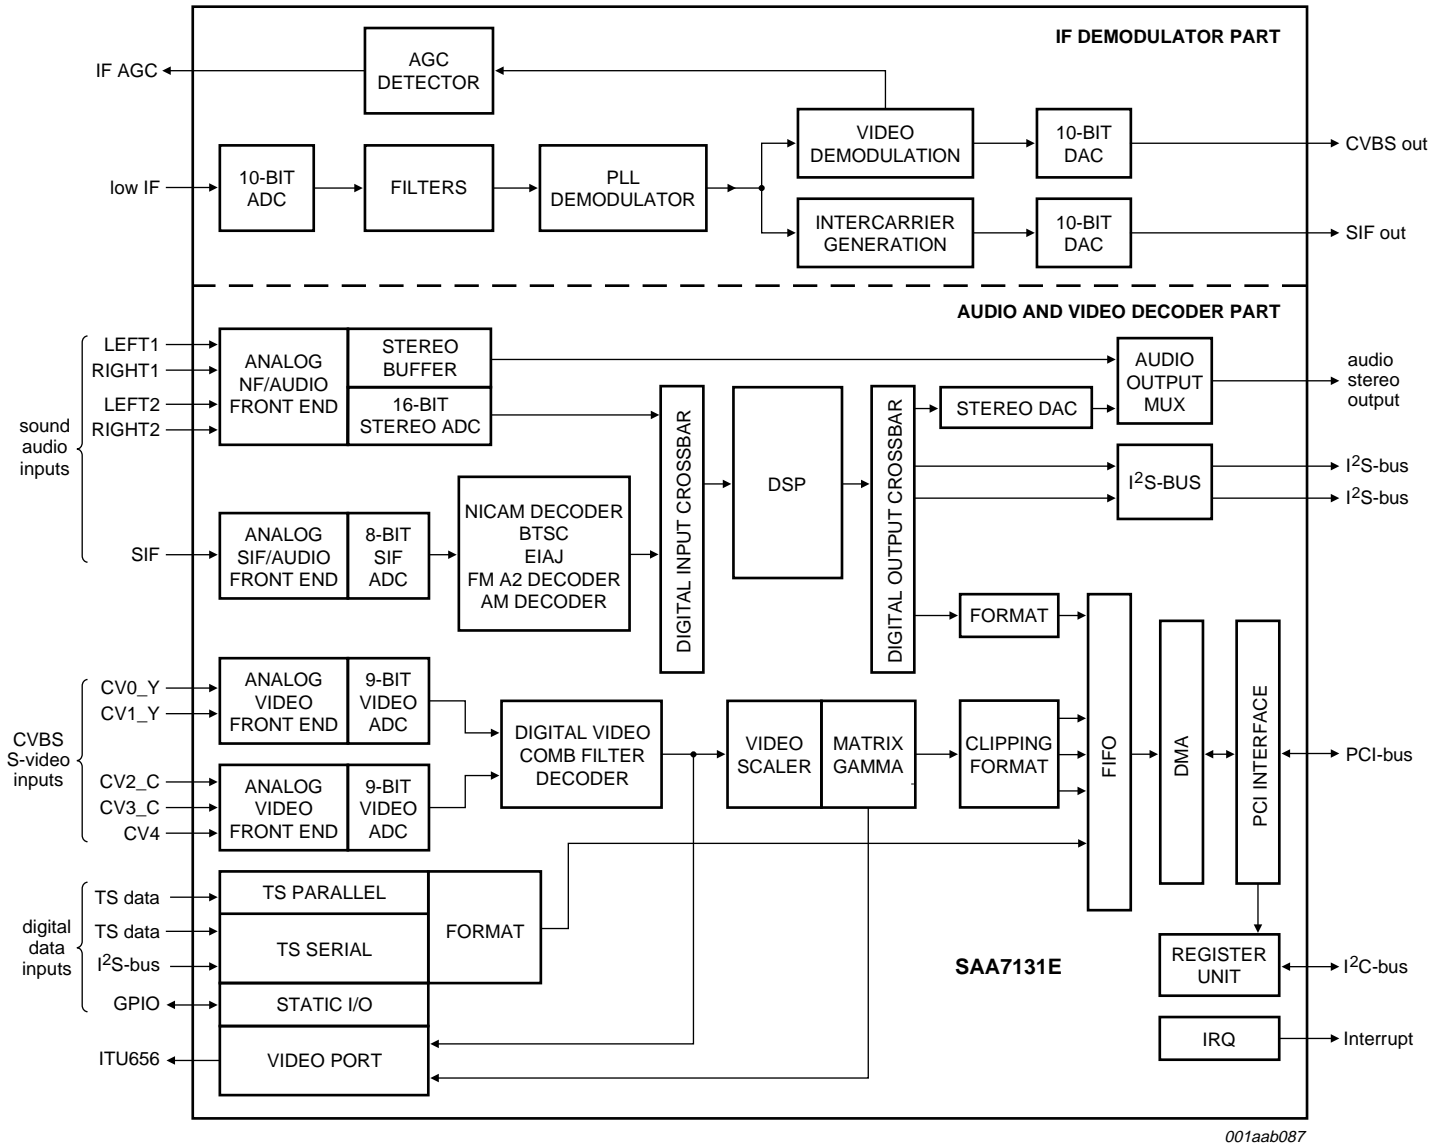 IF DEMODULATOR PART
IF AGC
AGC
DETECTOR
low IF
10-BIT
ADC
FILTERS
PLL
DEMODULATOR
VIDEO
DEMODULATION
10-BIT
DAC
CVBS out
INTERCARRIER
GENERATION
10-BIT
DAC
SIF out
AUDIO AND VIDEO DECODER PART
sound
audio
inputs
LEFT1
RIGHT1
LEFT2
RIGHT2
SIF
ANALOG
NF/AUDIO
FRONT END
STEREO
BUFFER
16-BIT
STEREO ADC
ANALOG
SIF/AUDIO
FRONT END
8-BIT
SIF
ADC
NICAM DECODER
BTSC
EIAJ
FM A2 DECODER
AM DECODER
DIGITAL INPUT CROSSBAR
DSP
DIGITAL OUTPUT CROSSBAR
STEREO DAC
AUDIO
OUTPUT
MUX
audio
stereo
output
I2S-BUS
I2S-bus
I2S-bus
FORMAT
CVBS
S-video
inputs
CV0_Y
CV1_Y
CV2_C
CV3_C
CV4
ANALOG
VIDEO
FRONT END
9-BIT
VIDEO
ADC
ANALOG
VIDEO
FRONT END
9-BIT
VIDEO
ADC
DIGITAL VIDEO
COMB FILTER
DECODER
VIDEO
SCALER
MATRIX
GAMMA
CLIPPING
FORMAT
FIFO
DMA
PCI INTERFACE
PCI-bus
digital
data
inputs
TS data
TS data
I2S-bus
GPIO
ITU656
TS PARALLEL
TS SERIAL
FORMAT
STATIC I/O
VIDEO PORT
SAA7131E
REGISTER
UNIT
I2C-bus
IRQ
Interrupt
001aab087